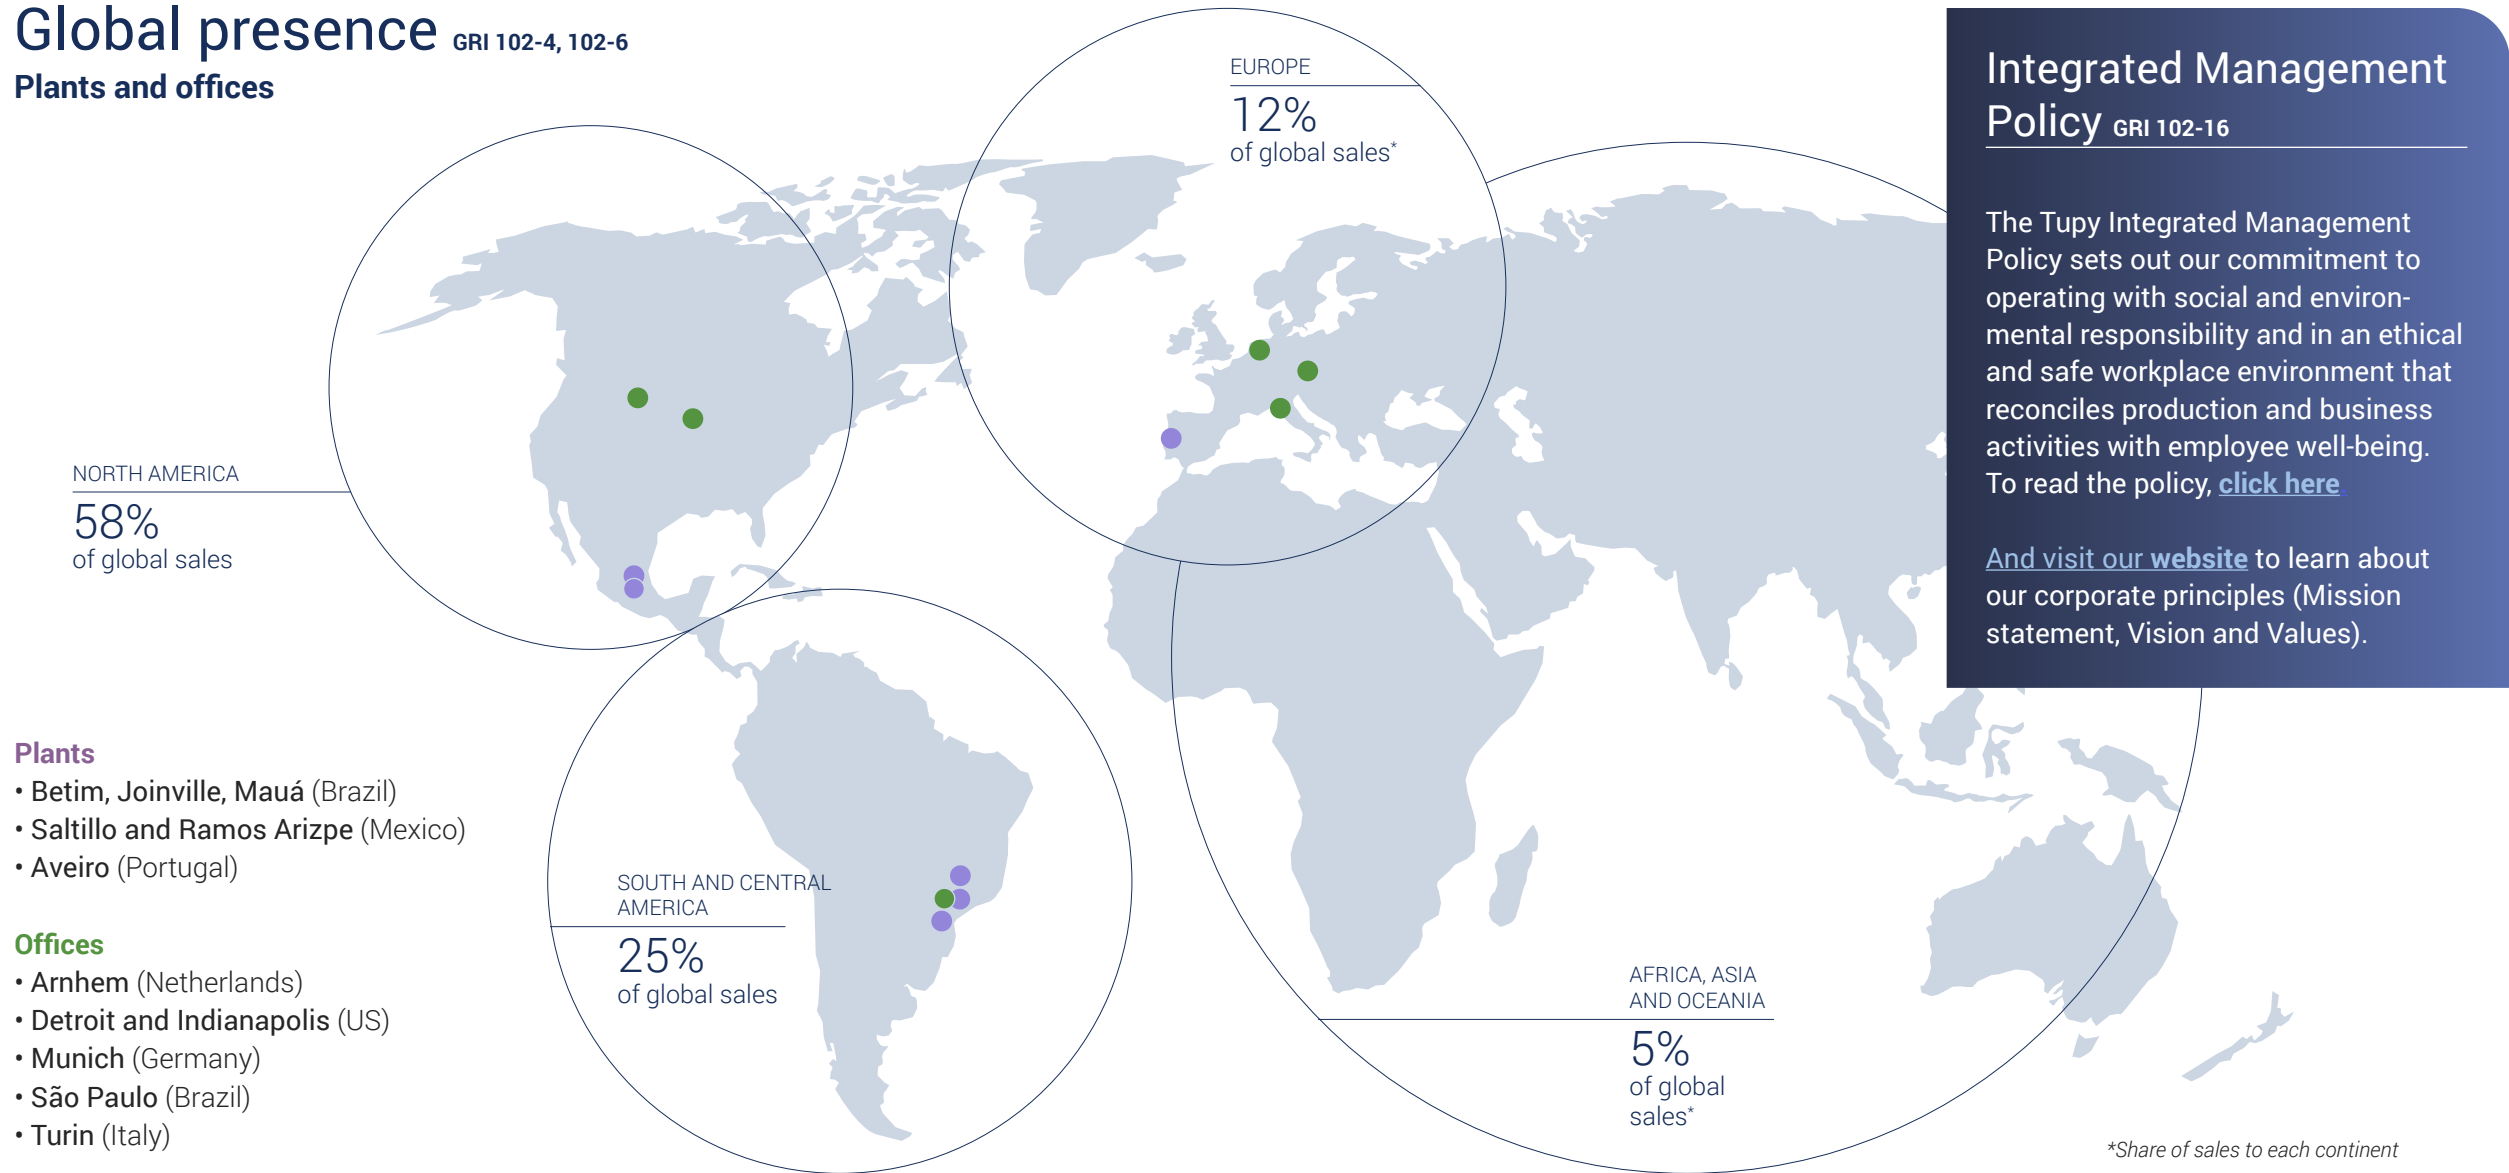 Global presence GRI 102-4, 102-6
Plants and offices
EUROPE
12%
of global sales*
NORTH AMERICA
58%
of global sales
SOUTH AND CENTRAL
AMERICA
25%
of global sales
AFRICA, ASIA
AND OCEANIA
5%
of global
sales*
Plants
• Betim, Joinville, Mauá (Brazil)
• Saltillo and Ramos Arizpe (Mexico)
• Aveiro (Portugal)
Offices
• Arnhem (Netherlands)
• Detroit and Indianapolis (US)
• Munich (Germany)
• São Paulo (Brazil)
• Turin (Italy)
Integrated Management
Policy GRI 102-16
The Tupy Integrated Management
Policy sets out our commitment to
operating with social and environ-
mental responsibility and in an ethical
and safe workplace environment that
reconciles production and business
activities with employee well-being.
To read the policy, click here.
And visit our website to learn about
our corporate principles (Mission
statement, Vision and Values).
*Share of sales to each continent